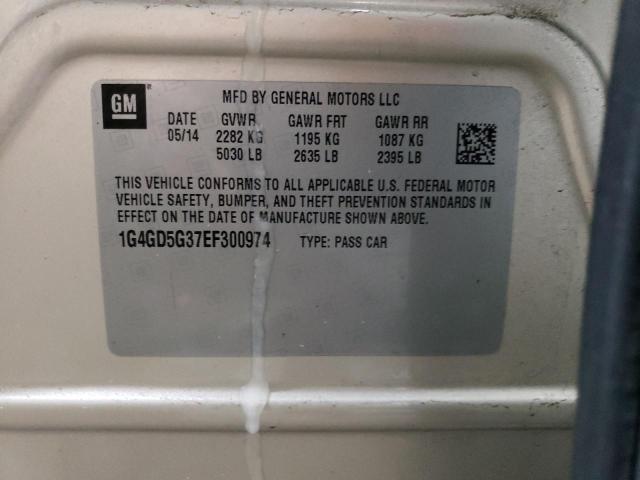 GM ®
MFD BY GENERAL MOTORS LLC
DATE GVWR GAWR FRT GAWR RR
05/14 2282 KG 1195 KG 1087 KG
5030 LB 2635 LB 2395 LB
THIS VEHICLE CONFORMS TO ALL APPLICABLE U.S. FEDERAL MOTOR
VEHICLE SAFETY, BUMPER, AND THEFT PREVENTION STANDARDS IN
EFFECT ON THE DATE OF MANUFACTURE SHOWN ABOVE.
1G4GD5G37EF300974 TYPE: PASS CAR